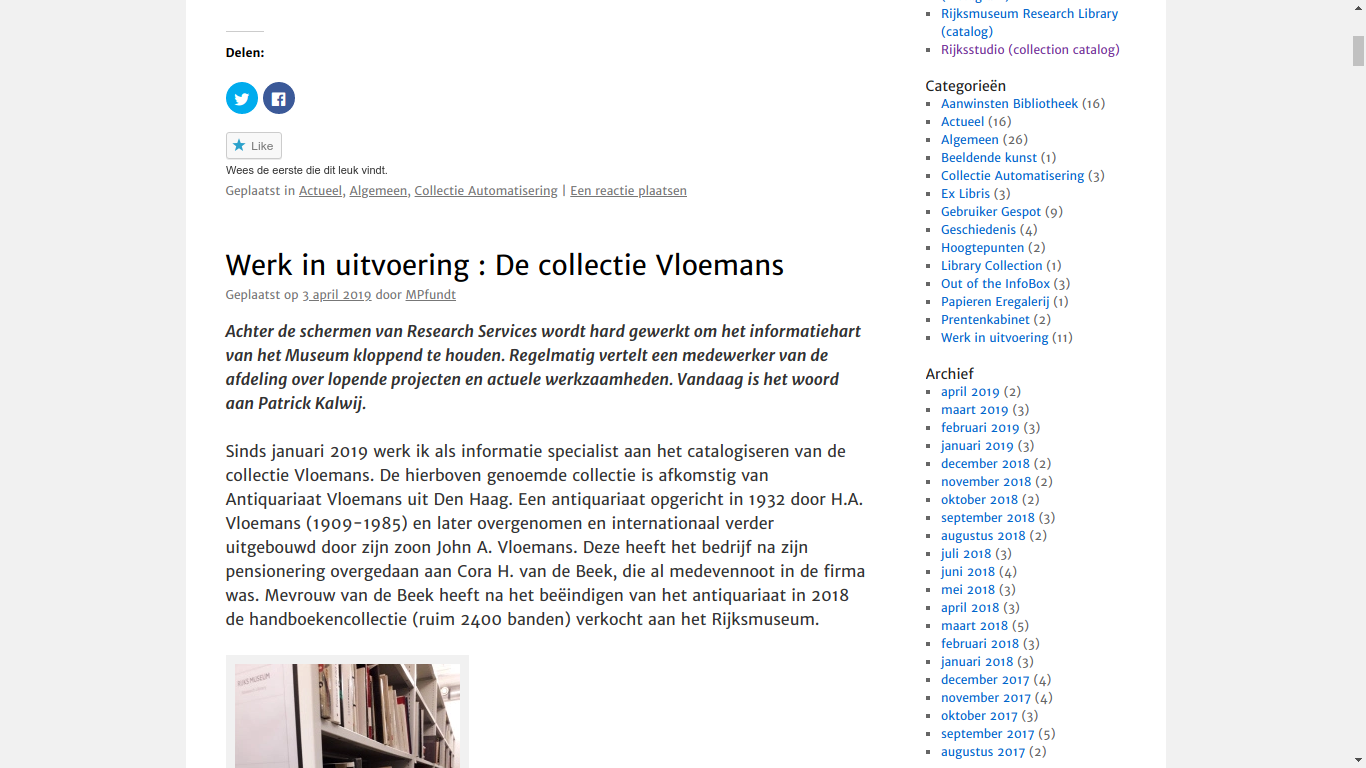 Delen:
Like
Wees de eerste die dit leuk vindt.
Geplaatst in Actueel, Algemeen, Collectie Automatisering | Een reactie plaatsen
Werk in uitvoering : De collectie Vloemans
Geplaatst op 3 april 2019 door MPfundt
Achter de schermen van Research Services wordt hard gewerkt om het informatiehart
van het Museum kloppend te houden. Regelmatig vertelt een medewerker van de
afdeling over lopende projecten en actuele werkzaamheden. Vandaag is het woord
aan Patrick Kalwij.
Sinds januari 2019 werk ik als informatie specialist aan het catalogiseren van de
collectie Vloemans. De hierboven genoemde collectie is afkomstig van
Antiquariaat Vloemans uit Den Haag. Een antiquariaat opgericht in 1932 door H.A.
Vloemans (1909-1985) en later overgenomen en internationaal verder
uitgebouwd door zijn zoon John A. Vloemans. Deze heeft het bedrijf na zijn
pensionering overgedaan aan Cora H. van de Beek, die al medevennoot in de firma
was. Mevrouw van de Beek heeft na het beëindigen van het antiquariaat in 2018
de handboekencollectie (ruim 2400 banden) verkocht aan het Rijksmuseum.
RIJKS MUSEUM
Rijksmuseum Research Library
(catalog)
Rijksstudio (collection catalog)
Categorieën
Aanwinsten Bibliotheek (16)
Actueel (16)
Algemeen (26)
Beeldende kunst (1)
Collectie Automatisering (3)
Ex Libris (3)
Gebruiker Gespot (9)
Geschiedenis (4)
Hoogtepunten (2)
Library Collection (1)
Out of the InfoBox (3)
Papieren Eregalerij (1)
Prentenkabinet (2)
Werk in uitvoering (11)
Archief
april 2019 (2)
maart 2019 (3)
februari 2019 (3)
januari 2019 (3)
december 2018 (2)
november 2018 (2)
oktober 2018 (2)
september 2018 (3)
augustus 2018 (2)
juli 2018 (3)
juni 2018 (4)
mei 2018 (3)
april 2018 (3)
maart 2018 (5)
februari 2018 (3)
januari 2018 (3)
december 2017 (4)
november 2017 (4)
oktober 2017 (3)
september 2017 (5)
augustus 2017 (2)